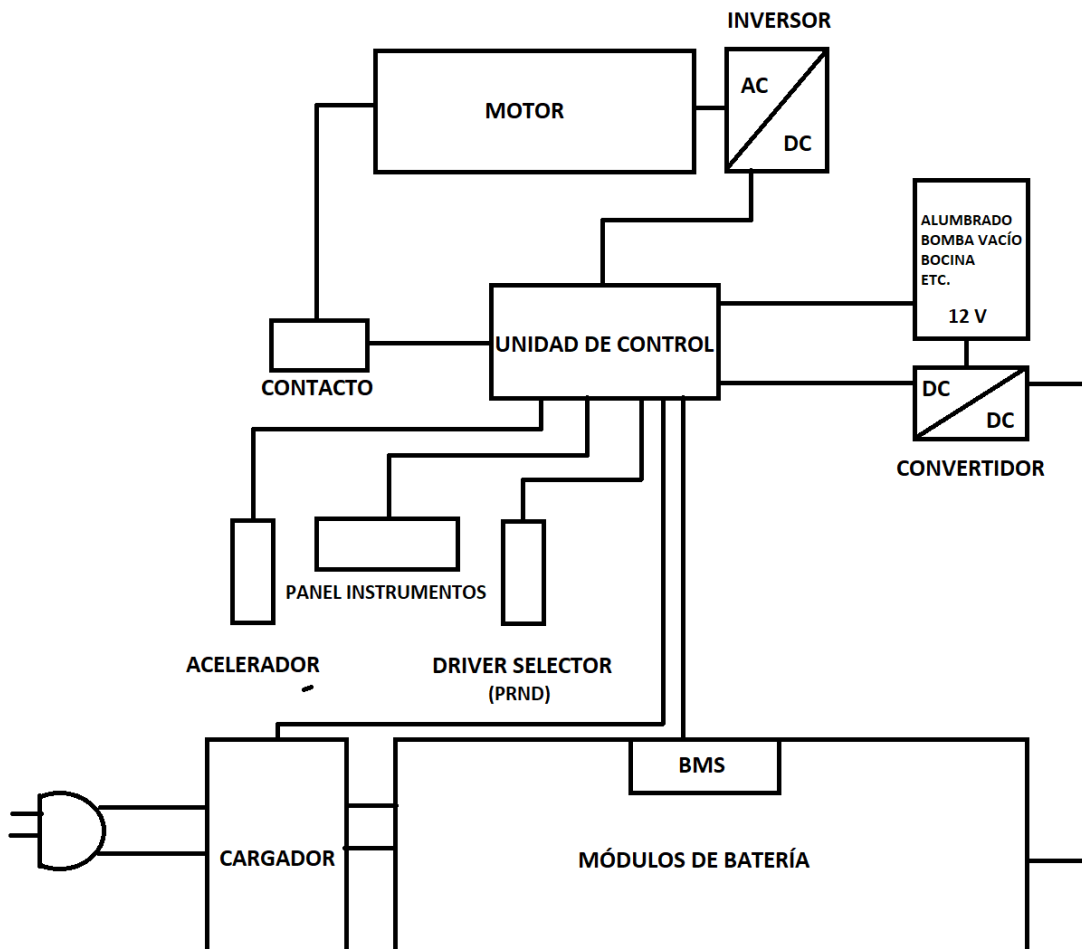 INVERSOR
MOTOR
AC
DC
ALUMBRADO
BOMBA VACÍO
BOCINA
ETC.
12 V
UNIDAD DE CONTROL
CONTACTO
DC
DC
CONVERTIDOR
PANEL INSTRUMENTOS
ACELERADOR
DRIVER SELECTOR
(PRND)
BMS
CARGADOR
MÓDULOS DE BATERÍA